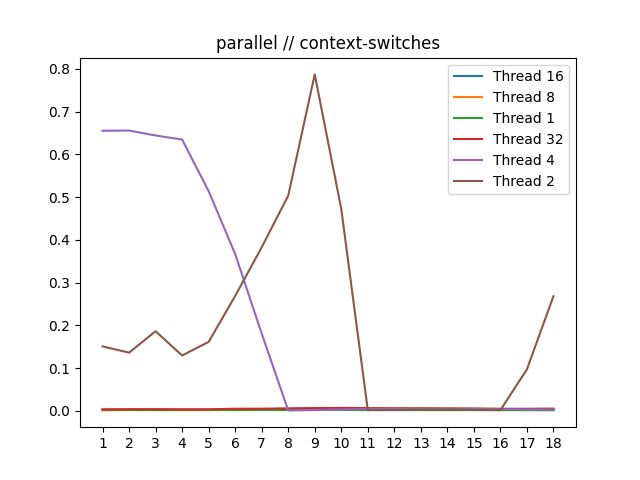 parallel // context-switches
0.8
0.7
0.6
0.5
0.4
0.3
0.2
0.1
0.0
Thread 16
Thread 8
Thread 1
Thread 32
Thread 4
Thread 2
1 2 3 4 5 6 7 8 9 10 11 12 13 14 15 16 17 18